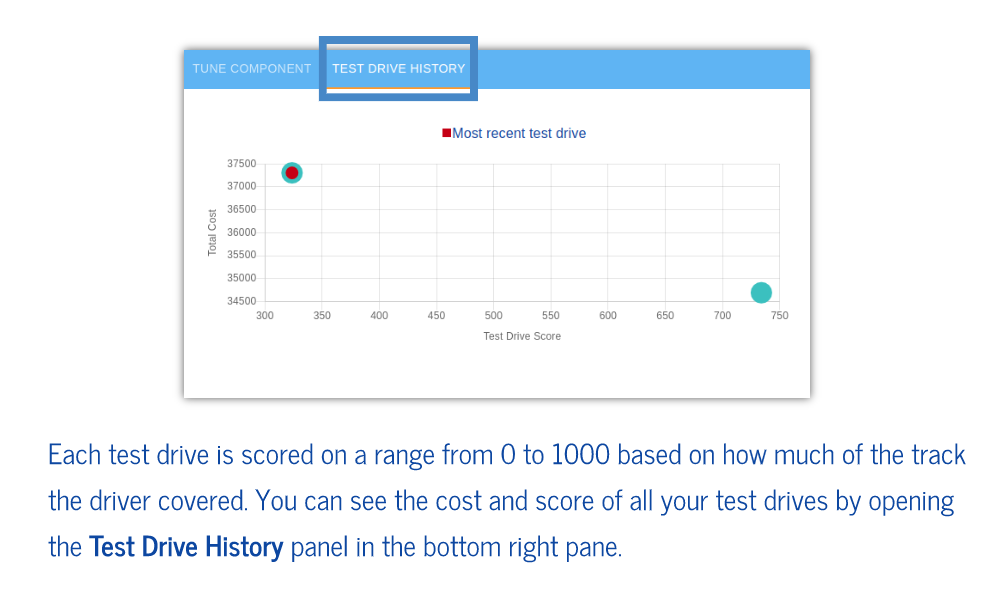 TUNE COMPONENT TEST DRIVE HISTORY
Most recent test drive
37500
37000
36500
36000
35500
35000
34500
Total Cost
300 350 400 450 500 550 600 650 700 750
Test Drive Score
Each test drive is scored on a range from 0 to 1000 based on how much of the track
the driver covered. You can see the cost and score of all your test drives by opening
the Test Drive History panel in the bottom right pane.